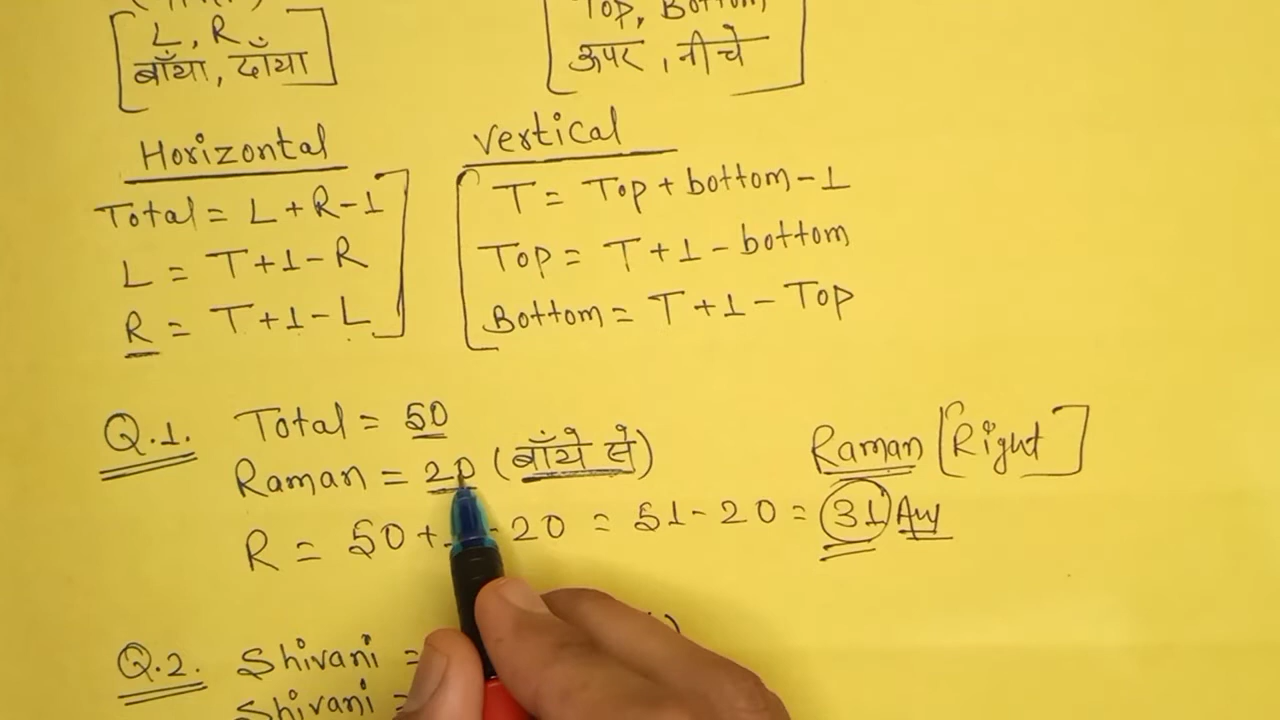 L, R
बाँया, दाँया
Top, Bottom
ऊपर, नीचे
Horizontal
Total = L+R-1
L = T+1-R
R = T+1-L
Vertical
T = Top + bottom - 1
Top = T+1 - bottom
Bottom = T+1 - Top
Q.1. Total = 50
Raman = 20 (बाँये से)
Raman [Right]
R = 50+ - 20 = 51 - 20 = 31 Ans
Q.2. Shivani =
Shivani =